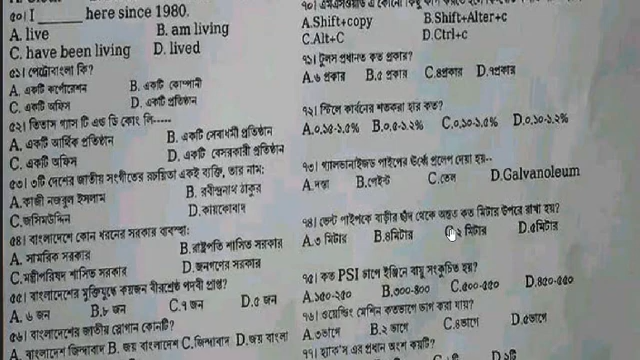 ৫০। I ______ here since 1980.
A. live B. am living
C. have been living D. lived
৫১। পেট্রোবাংলা কি?
A. একটি কর্পোরেশন B. একটি কোম্পানী
C. একটি অফিস D. একটি প্রতিষ্ঠান
৫২। তিতাস গ্যাস টি এন্ড ডি কোং লি-----
A. একটি আর্থিক প্রতিষ্ঠান B. একটি সেবাধর্মী প্রতিষ্ঠান
C. একটি অফিস D. একটি বেসরকারী প্রতিষ্ঠান
৫৩। ৩টি দেশের জাতীয় সংগীতের রচয়িতা একই ব্যক্তি, তার নাম:
A. কাজী নজরুল ইসলাম B. রবীন্দ্রনাথ ঠাকুর
C.জসিমউদ্দিন D.কায়কোবাদ
৫৪। বাংলাদেশে কোন ধরনের সরকার ব্যবস্থা:
A. সামরিক সরকার B.রাষ্ট্রপতি শাসিত সরকার
C.মন্ত্রীপরিষদ শাসিত সরকার D.জনগণের সরকার
৫৫। বাংলাদেশের মুক্তিযুদ্ধে কয়জন বীরশ্রেষ্ঠ পদবী প্রাপ্ত?
A. ৬ জন B.৮ জন C.৭ জন D.৫ জন
৫৬। বাংলাদেশের জাতীয় স্লোগান কোনটি?
A. বাংলাদেশ জিন্দাবাদ B. জয় বাংলাদেশ C.জিন্দাবাদ D.জয় বাংলা
A.Shift+copy B.Shift+Alter+c
C.Alt+C D.Ctrl+c
৭১। টুলস প্রধানত কত প্রকার?
A.৬ প্রকার B.৫ প্রকার C.৪প্রকার D.৭প্রকার
৭২। স্টিলে কার্বনের শতকরা হার কত?
A.০.১৫-১.৫% B.০.৫-১.২% C.০.১০-১.৫% D.০.১০-১.২%
৭৩। গ্যালভানাইজড পাইপের উর্দ্ধে প্রলেপ দেয়া হয়--
A.দস্তা B.পেইন্ট C.তেল D.Galvanoleum
৭৪। ভেন্ট পাইপকে বাড়ীর ছাঁদ থেকে অন্তত কত মিটার উপরে রাখা হয়?
A.৩ মিটার B.৪মিটার C.২ মিটার D.৫মিটার
৭৫। কত PSI চাপে ইঞ্জিনে বায়ু সংকুচিত হয়?
A.১৫০-২৫০ B.৩০০-৪০০ C.৫০০-৫৫০ D.৪৫০-৫৫০
৭৬। ওয়েল্ডিং মেশিন কতভাগে ভাগ করা যায়?
A.৩ভাগে B.২ ভাগে C.৪ভাগে D.৫ভাগে
৭৭। হ্যাক'স এর প্রধান অংশ কয়টি?